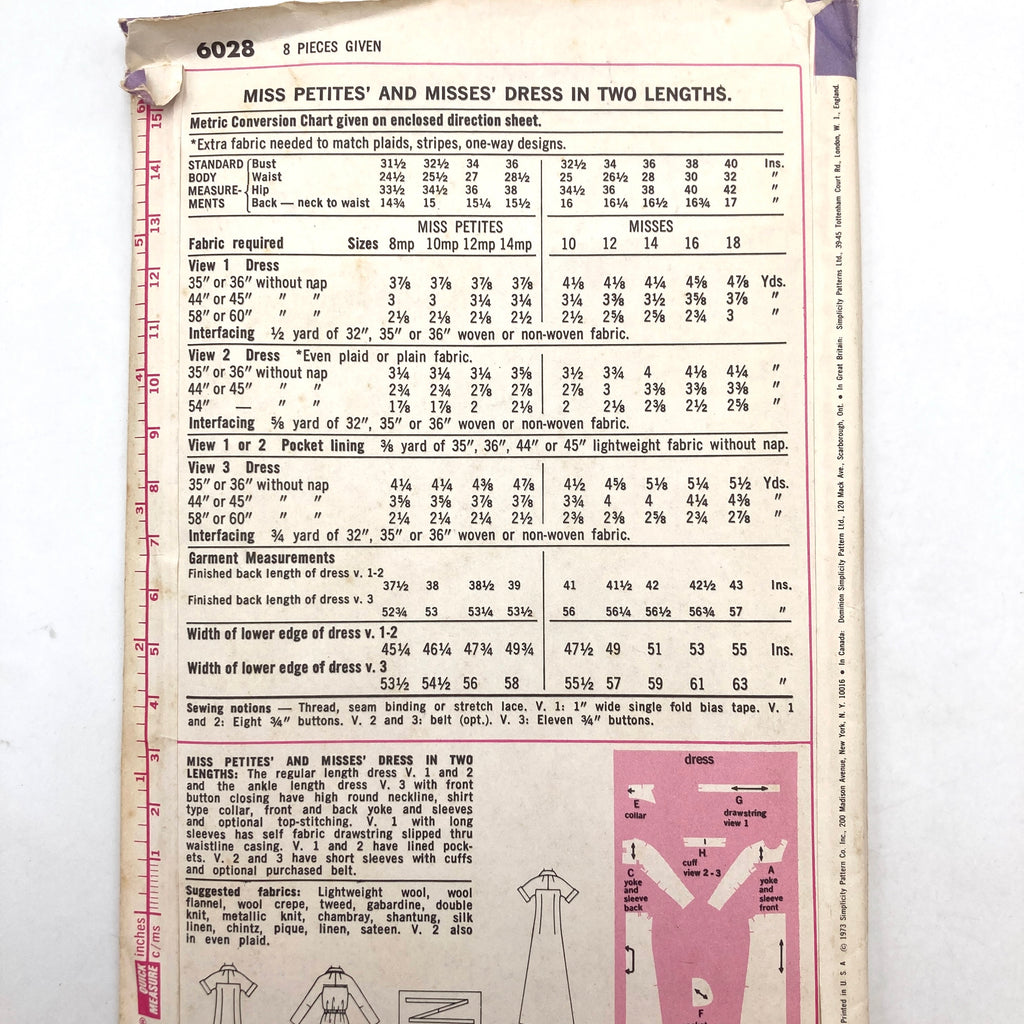 6028 8 PIECES GIVEN
MISS PETITES' AND MISSES' DRESS IN TWO LENGTHS.
Metric Conversion Chart given on enclosed direction sheet.
*Extra fabric needed to match plaids, stripes, one-way designs.
STANDARD Bust 31½ 32½ 34 36 32½ 34 36 38 40 Ins.
BODY Waist 24½ 25½ 27 28½ 25 26½ 28 30 32 "
MEASURE- Hip 33½ 34½ 36 38 34½ 36 38 40 42 "
MENTS Back — neck to waist 14¾ 15 15¼ 15½ 16 16¼ 16½ 16¾ 17 "
MISS PETITES MISSES
Fabric required Sizes 8mp 10mp 12mp 14mp 10 12 14 16 18
View 1 Dress
35" or 36" without nap 3⅞ 3⅞ 3⅞ 3⅞ 4⅛ 4⅛ 4¼ 4⅝ 4⅞ Yds.
44" or 45" " " 3 3 3¼ 3¼ 3¼ 3⅜ 3½ 3⅝ 3⅞ "
58" or 60" " " 2⅛ 2⅛ 2⅛ 2½ 2½ 2⅝ 2⅝ 2¾ 3 "
Interfacing ½ yard of 32", 35" or 36" woven or non-woven fabric.
View 2 Dress *Even plaid or plain fabric.
35" or 36" without nap 3¼ 3¼ 3¼ 3⅝ 3½ 3¾ 4 4⅛ 4¼ "
44" or 45" " " 2¾ 2¾ 2⅞ 2⅞ 2⅞ 3 3⅜ 3⅜ 3⅜ "
54" — " " 1⅞ 1⅞ 2 2⅛ 2 2⅛ 2⅜ 2½ 2⅝ "
Interfacing ⅝ yard of 32", 35" or 36" woven or non-woven fabric.
View 1 or 2 Pocket lining ⅜ yard of 35", 36", 44" or 45" lightweight fabric without nap.
View 3 Dress
35" or 36" without nap 4¼ 4¼ 4⅜ 4⅞ 4½ 4⅝ 5⅛ 5¼ 5½ Yds.
44" or 45" " " 3⅝ 3⅝ 3⅞ 3⅞ 3¾ 4 4 4¼ 4⅜ "
58" or 60" " " 2¼ 2¼ 2¼ 2½ 2⅜ 2⅜ 2⅝ 2¾ 2⅞ "
Interfacing ¾ yard of 32", 35" or 36" woven or non-woven fabric.
Garment Measurements
Finished back length of dress v. 1-2
37½ 38 38½ 39 41 41½ 42 42½ 43 Ins.
Finished back length of dress v. 3
52¾ 53 53¼ 53½ 56 56¼ 56½ 56¾ 57 "
Width of lower edge of dress v. 1-2
45¼ 46¼ 47¾ 49¾ 47½ 49 51 53 55 Ins.
Width of lower edge of dress v. 3
53½ 54½ 56 58 55½ 57 59 61 63 "
Sewing notions — Thread, seam binding or stretch lace. V. 1: 1" wide single fold bias tape. V. 1
and 2: Eight ¾" buttons. V. 2 and 3: belt (opt.). V. 3: Eleven ¾" buttons.
MISS PETITES' AND MISSES' DRESS IN TWO
LENGTHS: The regular length dress V. 1 and 2
and the ankle length dress V. 3 with front
button closing have high round neckline, shirt
type collar, front and back yoke and sleeves
and optional top-stitching. V. 1 with long
sleeves has self fabric drawstring slipped thru
waistline casing. V. 1 and 2 have lined pock-
ets. V. 2 and 3 have short sleeves with cuffs
and optional purchased belt.
Suggested fabrics: Lightweight wool, wool
flannel, wool crepe, tweed, gabardine, double
knit, metallic knit, chambray, shantung, silk
linen, chintz, pique, linen, sateen. V. 2 also
in even plaid.
dress
E
collar
G
drawstring
view 1
H
cuff
view 2-3
C
yoke
and
sleeve
back
A
yoke
and
sleeve
front
F
QUICK
MEASURE
inches
c/ms
1 2 3 4 5 6
1 2 3 4 5 6 7 8 9 10 11 12 13 14 15
Printed in U S A (c) 1973 Simplicity Pattern Co. Inc., 200 Madison Avenue, New York, N. Y. 10016 • In Canada: Dominion Simplicity Pattern Ltd., 120 Mack Ave., Scarborough, Ont. • In Great Britain: Simplicity Patterns Ltd., 39-45 Tottenham Court Rd., London, W. 1., England.